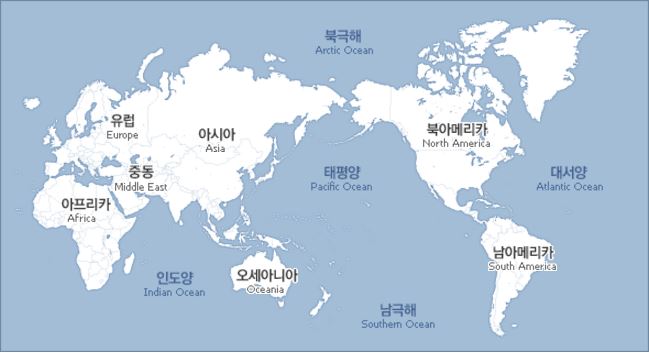 북극해
Arctic Ocean
유럽
Europe
아시아
Asia
북아메리카
North America
중동
Middle East
태평양
Pacific Ocean
대서양
Atlantic Ocean
아프리카
Africa
인도양
Indian Ocean
오세아니아
Oceania
남아메리카
South America
남극해
Southern Ocean